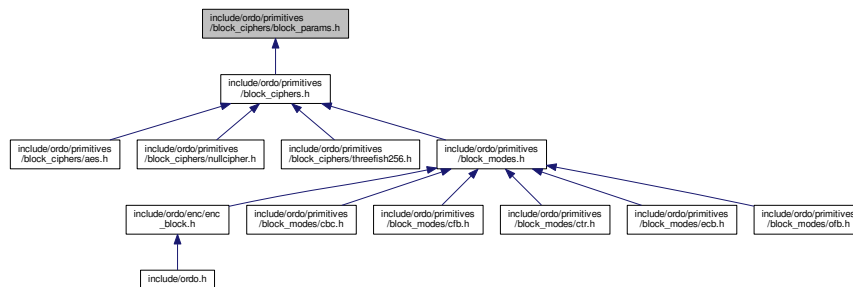 include/ordo/primitives
/block_ciphers/block_params.h
include/ordo/primitives
/block_ciphers.h
include/ordo/primitives
/block_ciphers/aes.h
include/ordo/primitives
/block_ciphers/nullcipher.h
include/ordo/primitives
/block_ciphers/threefish256.h
include/ordo/primitives
/block_modes.h
include/ordo/enc/enc
_block.h
include/ordo/primitives
/block_modes/cbc.h
include/ordo/primitives
/block_modes/cfb.h
include/ordo/primitives
/block_modes/ctr.h
include/ordo/primitives
/block_modes/ecb.h
include/ordo/primitives
/block_modes/ofb.h
include/ordo.h